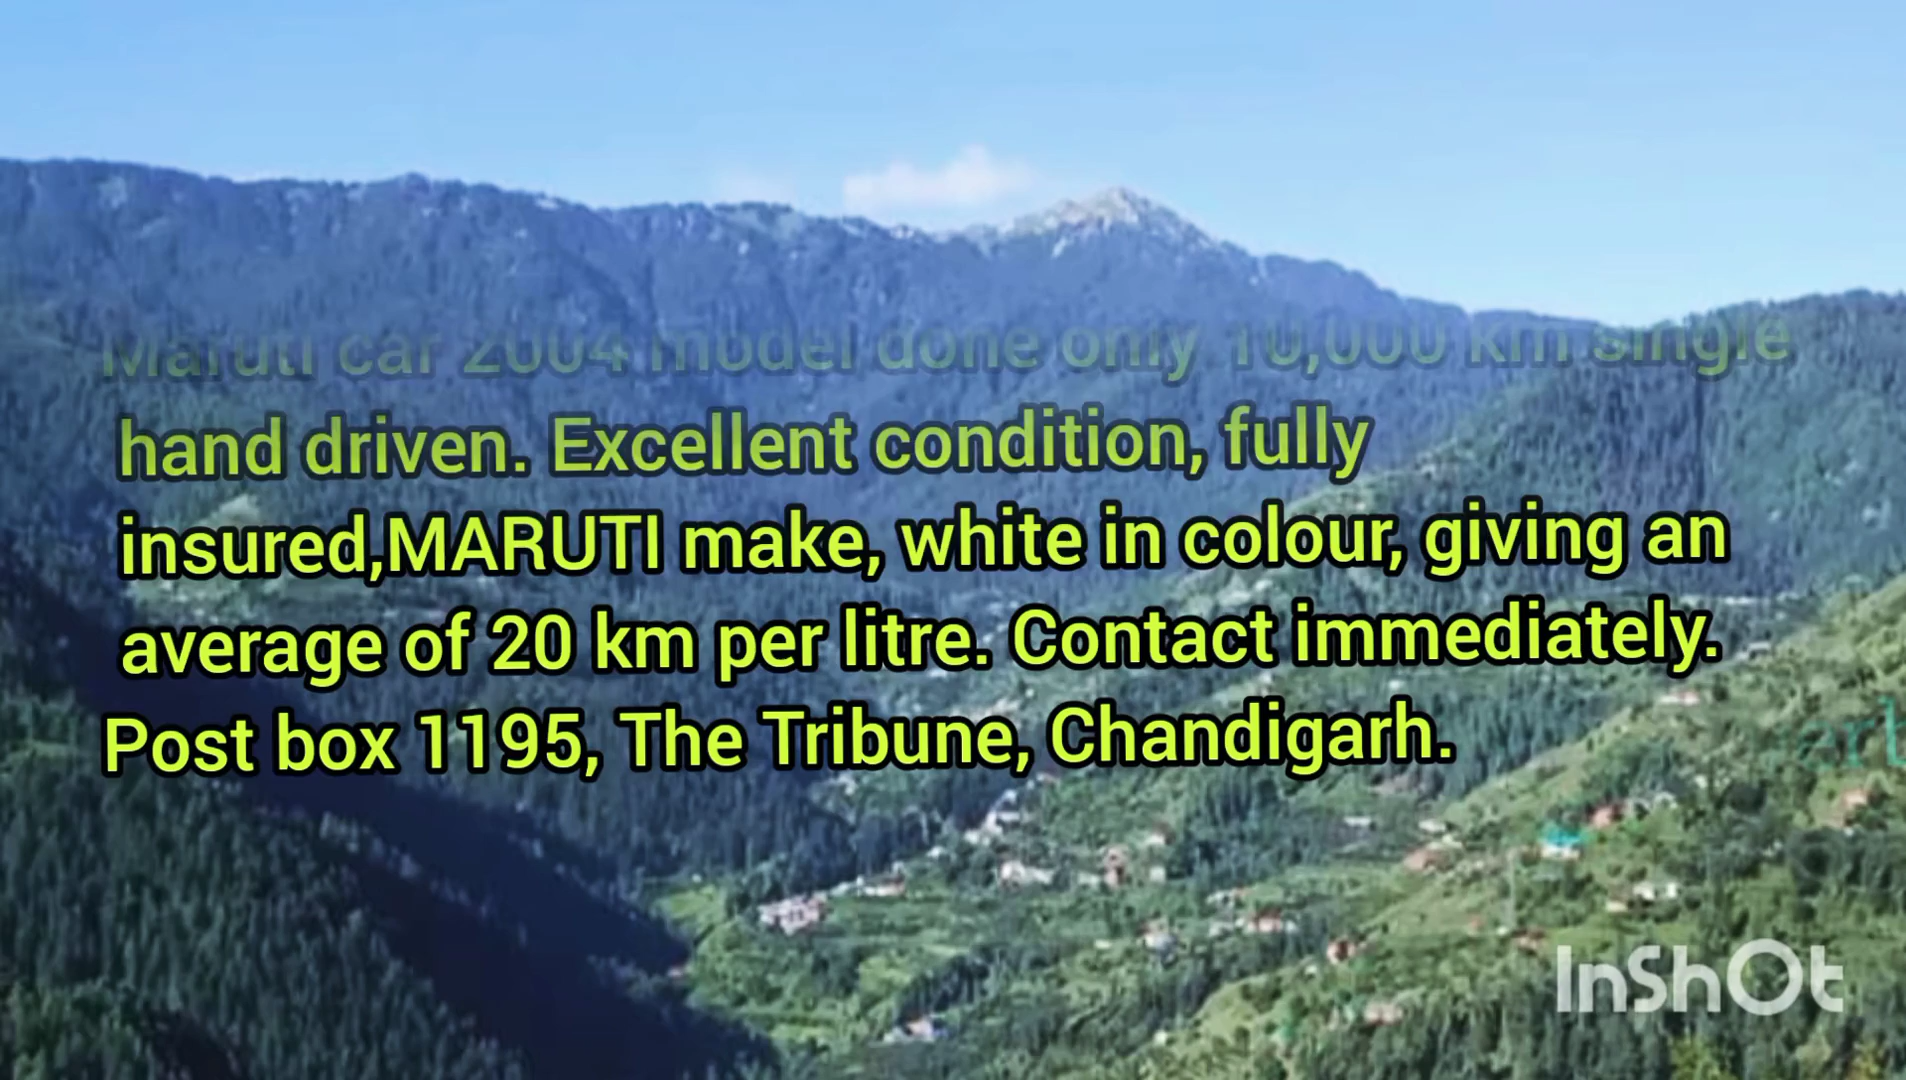 Maruti car 2004 model done only 10,000 km single
hand driven. Excellent condition, fully
insured,MARUTI make, white in colour, giving an
average of 20 km per litre. Contact immediately.
Post box 1195, The Tribune, Chandigarh.
InShOt